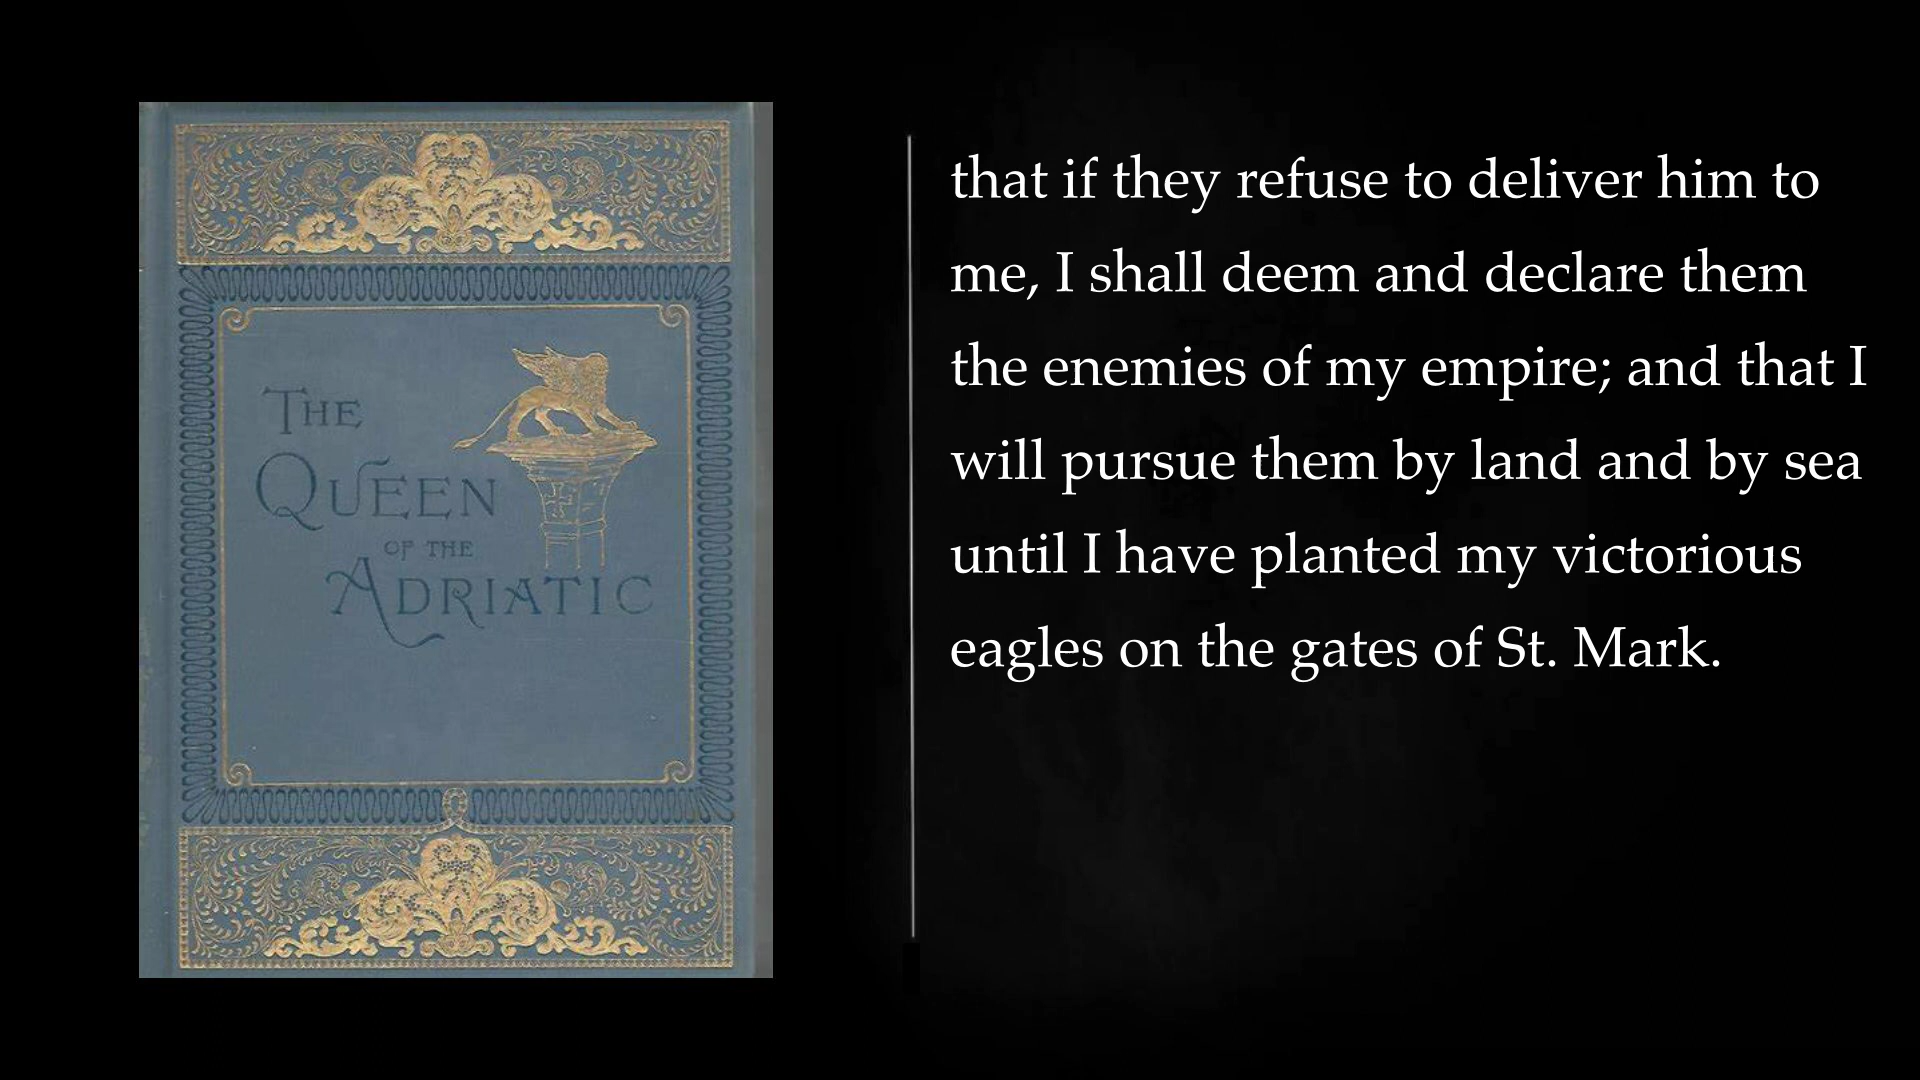 THE
QUEEN
OF THE
ADRIATIC
that if they refuse to deliver him to
me, I shall deem and declare them
the enemies of my empire; and that I
will pursue them by land and by sea
until I have planted my victorious
eagles on the gates of St. Mark.